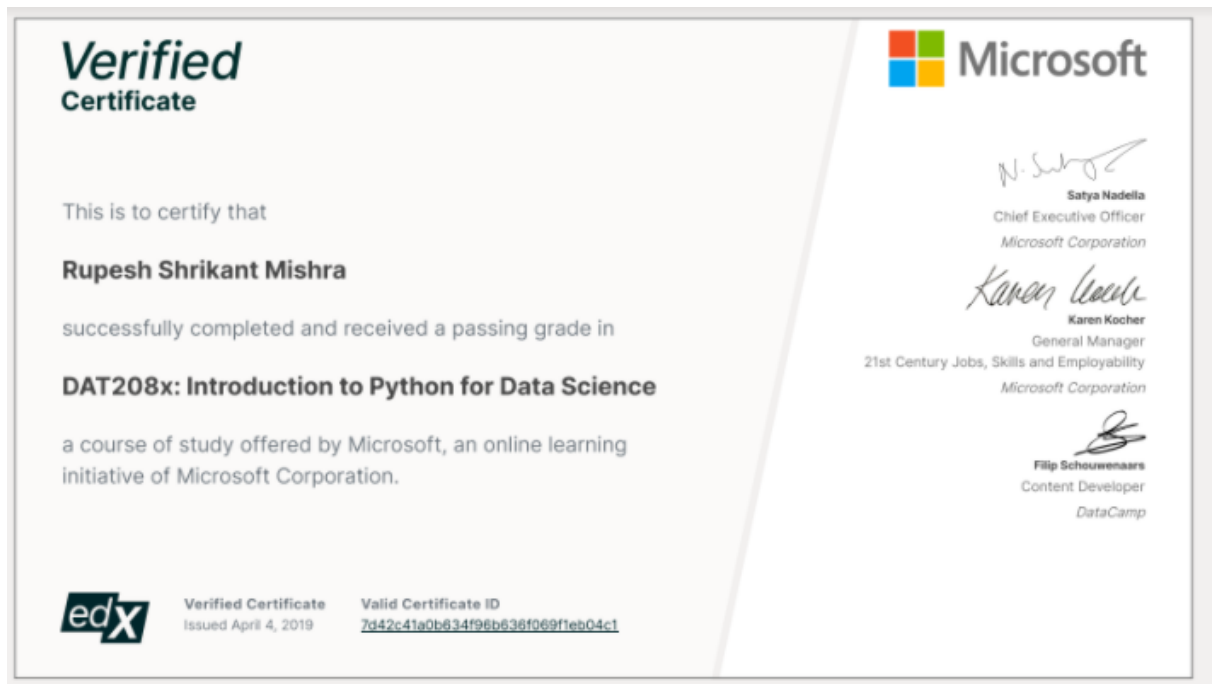 Verified
Certificate
This is to certify that
Rupesh Shrikant Mishra
successfully completed and received a passing grade in
DAT208x: Introduction to Python for Data Science
a course of study offered by Microsoft, an online learning
initiative of Microsoft Corporation.
edX
Verified Certificate
Issued April 4, 2019
Valid Certificate ID
7d42c41a0b634f96b636f069f1eb04c1
Microsoft
Satya Nadella
Chief Executive Officer
Microsoft Corporation
Karen Kocher
General Manager
21st Century Jobs, Skills and Employability
Microsoft Corporation
Filip Schouwenaars
Content Developer
DataCamp